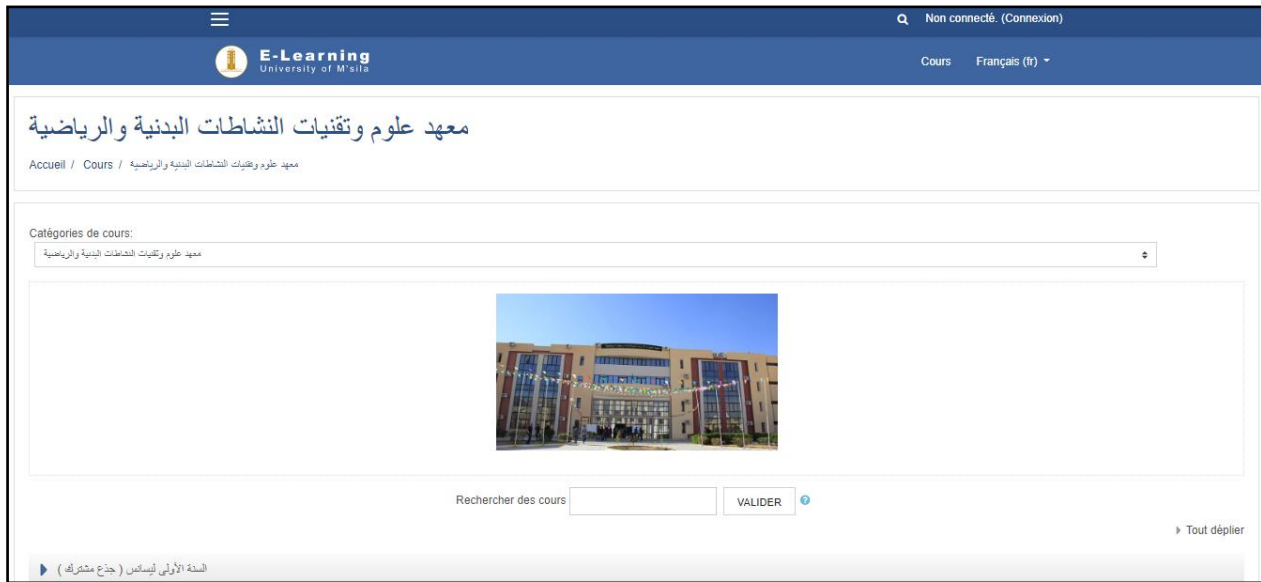 Non connecté. (Connexion)
E-Learning
University of M'sila
Cours Français (fr)
معهد علوم وتقنيات النشاطات البدنية والرياضية
Accueil / Cours / معهد علوم وتقنيات النشاطات البدنية والرياضية
Catégories de cours:
معهد علوم وتقنيات النشاطات البدنية والرياضية
Rechercher des cours VALIDER
Tout déplier
السنة الأولى ليسانس ( جذع مشترك )